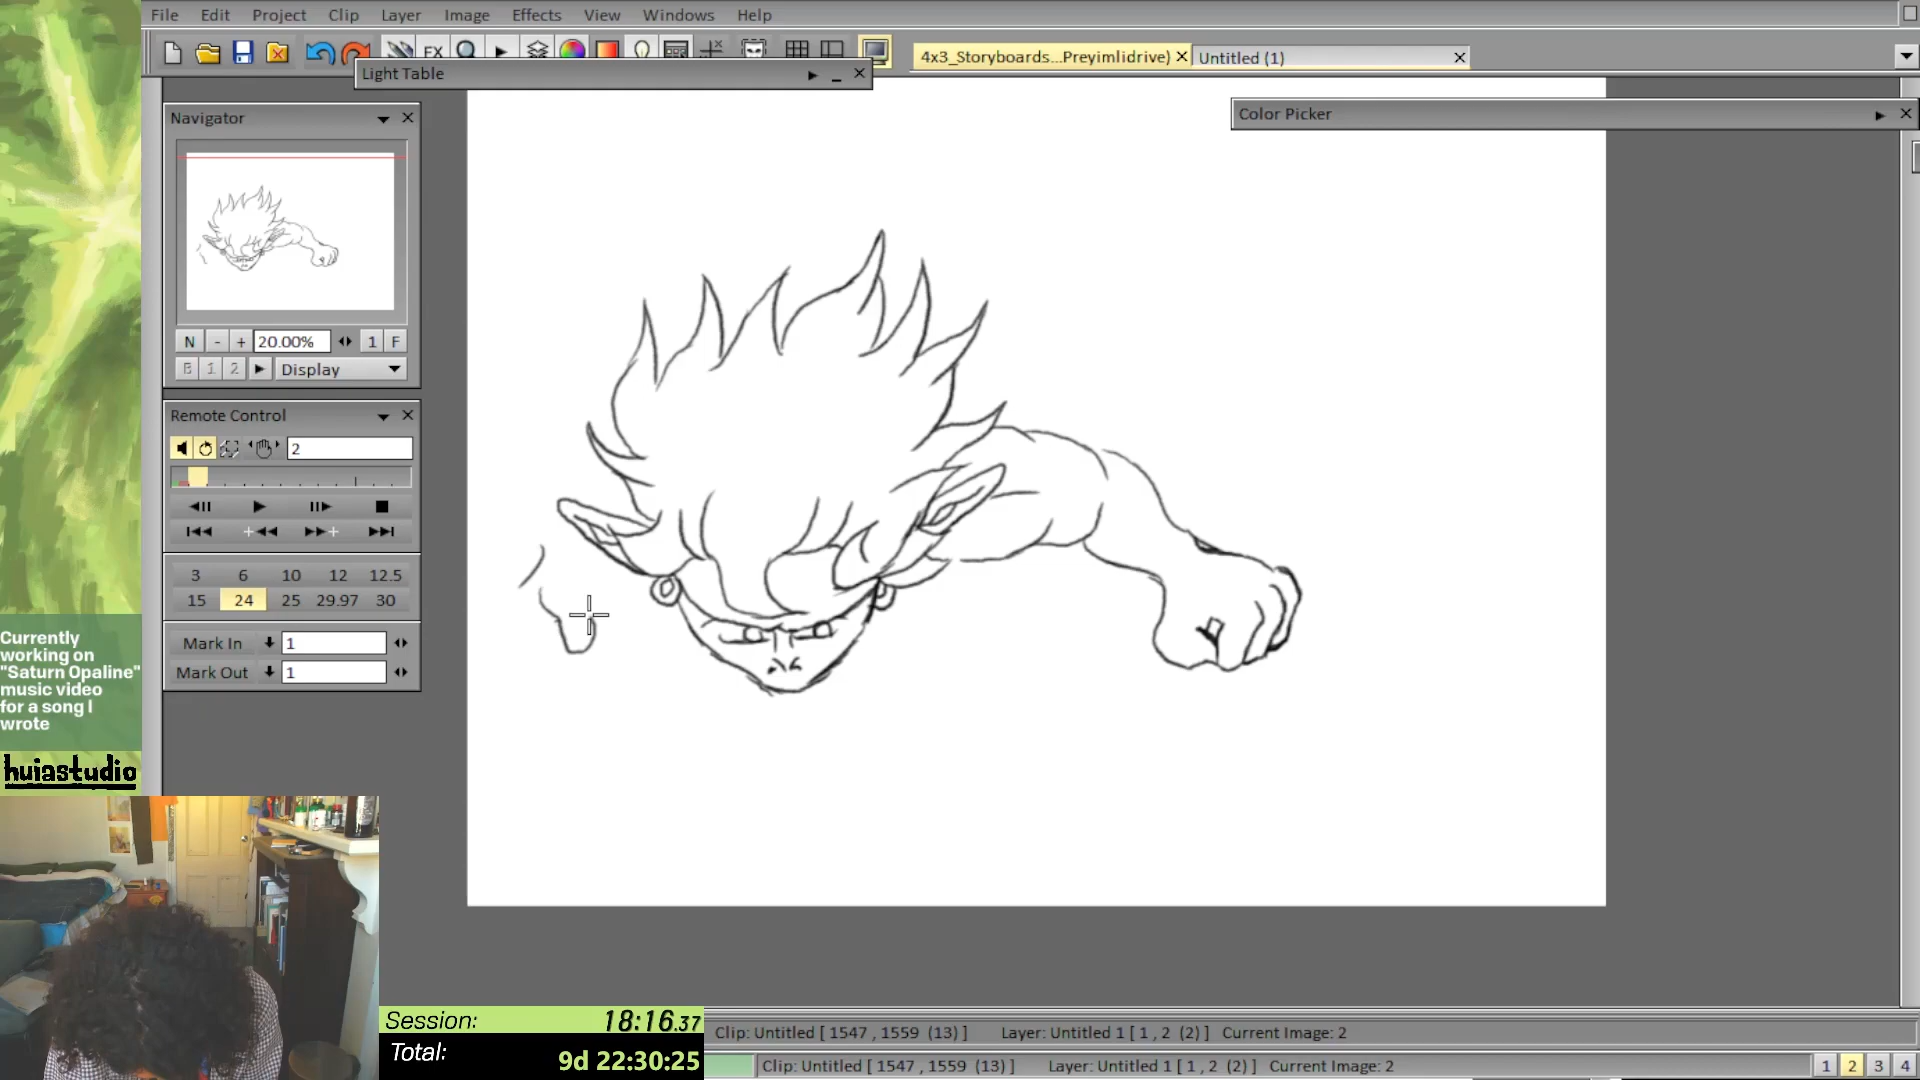 File Edit Project Clip Layer Image Effects View Windows Help
FX
4x3_Storyboards...Preyimlidrive) Untitled (1)
Light Table
Color Picker
Navigator
N - + 20.00% 1 F
B 1 2 Display
Remote Control
2
3 6 10 12 12.5
15 24 25 29.97 30
Mark In 1
Mark Out 1
Currently
working on
"Saturn Opaline"
music video
for a song I
wrote
huiastudio
Session: 18:16.37
Total: 9d 22:30:25
Clip: Untitled [ 1547 , 1559 (13) ] Layer: Untitled 1 [ 1 , 2 (2) ] Current Image: 2
Clip: Untitled [ 1547 , 1559 (13) ] Layer: Untitled 1 [ 1 , 2 (2) ] Current Image: 2
1 2 3 4